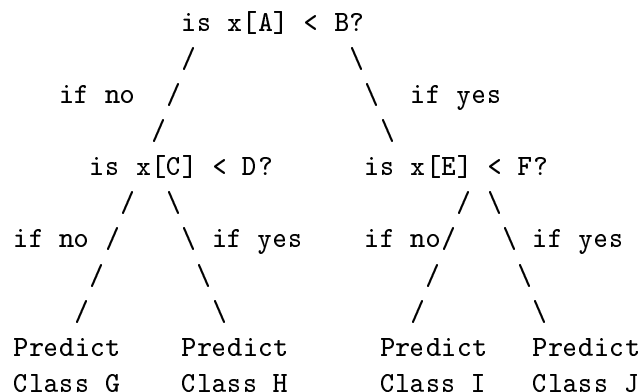 is x[A] < B?
if no if yes
is x[C] < D? is x[E] < F?
if no if yes if no if yes
Predict Predict Predict Predict
Class G Class H Class I Class J